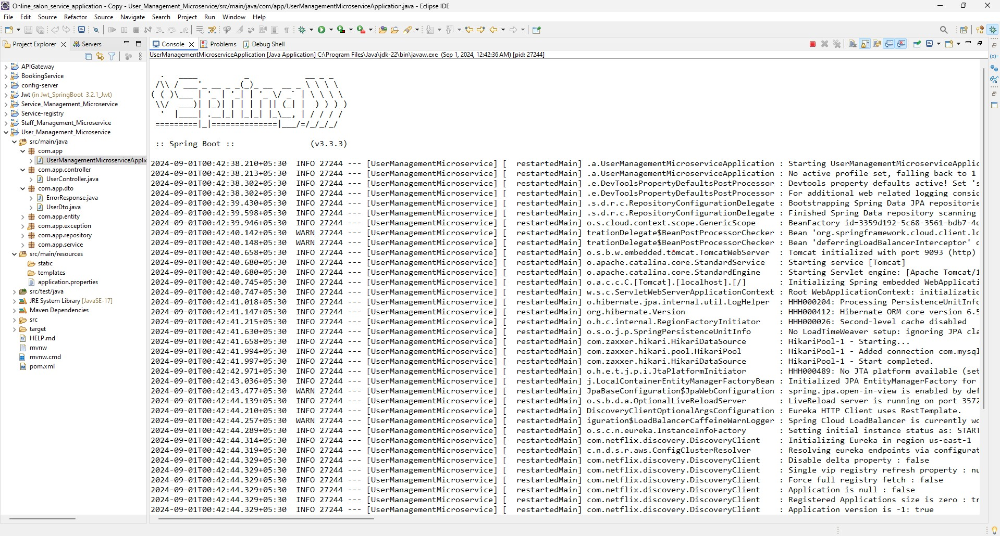 Online_salon_service_application - Copy - User_Management_Microservice/src/main/java/com/app/UserManagementMicroserviceApplication.java - Eclipse IDE
File Edit Source Refactor Source Navigate Search Project Run Window Help
Project Explorer Servers
Console Problems Debug Shell
UserManagementMicroserviceApplication [Java Application] C:\Program Files\Java\jdk-22\bin\javaw.exe (Sep 1, 2024, 12:42:36 AM) [pid: 27244]
APIGateway
BookingService
config-server
Jwt (in Jwt_SpringBoot 3.2.1_Jwt)
Service_Management_Microservice
Service-registry
Staff_Management_Microservice
User_Management_Microservice
src/main/java
com.app
UserManagementMicroserviceApplic
com.app.controller
UserController.java
com.app.dto
ErrorResponse.java
UserDto.java
com.app.entity
com.app.exception
com.app.repository
com.app.service
src/main/resources
static
templates
application.properties
src/test/java
JRE System Library [JavaSE-17]
Maven Dependencies
src
target
HELP.md
mvnw
mvnw.cmd
pom.xml
Spring
:: Spring Boot :: (v3.3.3)
2024-09-01T00:42:38.210+05:30 INFO 27244 --- [UserManagementMicroservice] [ restartedMain] .a.UserManagementMicroserviceApplication : Starting UserManagementMicroserviceApplic
2024-09-01T00:42:38.213+05:30 INFO 27244 --- [UserManagementMicroservice] [ restartedMain] .a.UserManagementMicroserviceApplication : No active profile set, falling back to 1
2024-09-01T00:42:38.302+05:30 INFO 27244 --- [UserManagementMicroservice] [ restartedMain] .e.DevToolsPropertyDefaultsPostProcessor : Devtools property defaults active! Set 's
2024-09-01T00:42:38.302+05:30 INFO 27244 --- [UserManagementMicroservice] [ restartedMain] .e.DevToolsPropertyDefaultsPostProcessor : For additional web related logging consid
2024-09-01T00:42:39.430+05:30 INFO 27244 --- [UserManagementMicroservice] [ restartedMain] .s.d.r.c.RepositoryConfigurationDelegate : Bootstrapping Spring Data JPA repositorie
2024-09-01T00:42:39.598+05:30 INFO 27244 --- [UserManagementMicroservice] [ restartedMain] .s.d.r.c.RepositoryConfigurationDelegate : Finished Spring Data repository scanning
2024-09-01T00:42:39.946+05:30 INFO 27244 --- [UserManagementMicroservice] [ restartedMain] o.s.cloud.context.scope.GenericScope : BeanFactory id=3359d192-5c68-3561-bdb7-4d
2024-09-01T00:42:40.142+05:30 WARN 27244 --- [UserManagementMicroservice] [ restartedMain] trationDelegate$BeanPostProcessorChecker : Bean 'org.springframework.cloud.client.lo
2024-09-01T00:42:40.148+05:30 WARN 27244 --- [UserManagementMicroservice] [ restartedMain] trationDelegate$BeanPostProcessorChecker : Bean 'deferringLoadBalancerInterceptor' o
2024-09-01T00:42:40.658+05:30 INFO 27244 --- [UserManagementMicroservice] [ restartedMain] o.s.b.w.embedded.tomcat.TomcatWebServer : Tomcat initialized with port 9093 (http)
2024-09-01T00:42:40.680+05:30 INFO 27244 --- [UserManagementMicroservice] [ restartedMain] o.apache.catalina.core.StandardService : Starting service [Tomcat]
2024-09-01T00:42:40.680+05:30 INFO 27244 --- [UserManagementMicroservice] [ restartedMain] o.apache.catalina.core.StandardEngine : Starting Servlet engine: [Apache Tomcat/1
2024-09-01T00:42:40.745+05:30 INFO 27244 --- [UserManagementMicroservice] [ restartedMain] o.a.c.c.C.[Tomcat].[localhost].[/] : Initializing Spring embedded WebApplicati
2024-09-01T00:42:40.747+05:30 INFO 27244 --- [UserManagementMicroservice] [ restartedMain] w.s.c.ServletWebServerApplicationContext : Root WebApplicationContext: initializatic
2024-09-01T00:42:41.018+05:30 INFO 27244 --- [UserManagementMicroservice] [ restartedMain] o.hibernate.jpa.internal.util.LogHelper : HHH000204: Processing PersistenceUnitInfo
2024-09-01T00:42:41.147+05:30 INFO 27244 --- [UserManagementMicroservice] [ restartedMain] org.hibernate.Version : HHH000412: Hibernate ORM core version 6.5
2024-09-01T00:42:41.215+05:30 INFO 27244 --- [UserManagementMicroservice] [ restartedMain] o.h.c.internal.RegionFactoryInitiator : HHH000026: Second-level cache disabled
2024-09-01T00:42:41.630+05:30 INFO 27244 --- [UserManagementMicroservice] [ restartedMain] o.s.o.j.p.SpringPersistenceUnitInfo : No LoadTimeWeaver setup: ignoring JPA cla
2024-09-01T00:42:41.658+05:30 INFO 27244 --- [UserManagementMicroservice] [ restartedMain] com.zaxxer.hikari.HikariDataSource : HikariPool-1 - Starting...
2024-09-01T00:42:41.994+05:30 INFO 27244 --- [UserManagementMicroservice] [ restartedMain] com.zaxxer.hikari.pool.HikariPool : HikariPool-1 - Added connection com.mysql
2024-09-01T00:42:41.997+05:30 INFO 27244 --- [UserManagementMicroservice] [ restartedMain] com.zaxxer.hikari.HikariDataSource : HikariPool-1 - Start completed.
2024-09-01T00:42:42.971+05:30 INFO 27244 --- [UserManagementMicroservice] [ restartedMain] o.h.e.t.j.p.i.JtaPlatformInitiator : HHH000489: No JTA platform available (set
2024-09-01T00:42:43.036+05:30 INFO 27244 --- [UserManagementMicroservice] [ restartedMain] j.LocalContainerEntityManagerFactoryBean : Initialized JPA EntityManagerFactory for
2024-09-01T00:42:43.477+05:30 WARN 27244 --- [UserManagementMicroservice] [ restartedMain] JpaBaseConfiguration$JpaWebConfiguration : spring.jpa.open-in-view is enabled by def
2024-09-01T00:42:44.139+05:30 INFO 27244 --- [UserManagementMicroservice] [ restartedMain] o.s.b.d.a.OptionalLiveReloadServer : LiveReload server is running on port 3572
2024-09-01T00:42:44.210+05:30 INFO 27244 --- [UserManagementMicroservice] [ restartedMain] DiscoveryClientOptionalArgsConfiguration : Eureka HTTP Client uses RestTemplate.
2024-09-01T00:42:44.257+05:30 WARN 27244 --- [UserManagementMicroservice] [ restartedMain] iguration$LoadBalancerCaffeineWarnLogger : Spring Cloud LoadBalancer is currently wo
2024-09-01T00:42:44.289+05:30 INFO 27244 --- [UserManagementMicroservice] [ restartedMain] o.s.c.n.eureka.InstanceInfoFactory : Setting initial instance status as: START
2024-09-01T00:42:44.314+05:30 INFO 27244 --- [UserManagementMicroservice] [ restartedMain] com.netflix.discovery.DiscoveryClient : Initializing Eureka in region us-east-1
2024-09-01T00:42:44.319+05:30 INFO 27244 --- [UserManagementMicroservice] [ restartedMain] c.n.d.s.r.aws.ConfigClusterResolver : Resolving eureka endpoints via configurat
2024-09-01T00:42:44.329+05:30 INFO 27244 --- [UserManagementMicroservice] [ restartedMain] com.netflix.discovery.DiscoveryClient : Disable delta property : false
2024-09-01T00:42:44.329+05:30 INFO 27244 --- [UserManagementMicroservice] [ restartedMain] com.netflix.discovery.DiscoveryClient : Single vip registry refresh property : nu
2024-09-01T00:42:44.329+05:30 INFO 27244 --- [UserManagementMicroservice] [ restartedMain] com.netflix.discovery.DiscoveryClient : Force full registry fetch : false
2024-09-01T00:42:44.329+05:30 INFO 27244 --- [UserManagementMicroservice] [ restartedMain] com.netflix.discovery.DiscoveryClient : Application is null : false
2024-09-01T00:42:44.329+05:30 INFO 27244 --- [UserManagementMicroservice] [ restartedMain] com.netflix.discovery.DiscoveryClient : Registered Applications size is zero : tr
2024-09-01T00:42:44.329+05:30 INFO 27244 --- [UserManagementMicroservice] [ restartedMain] com.netflix.discovery.DiscoveryClient : Application version is -1: true